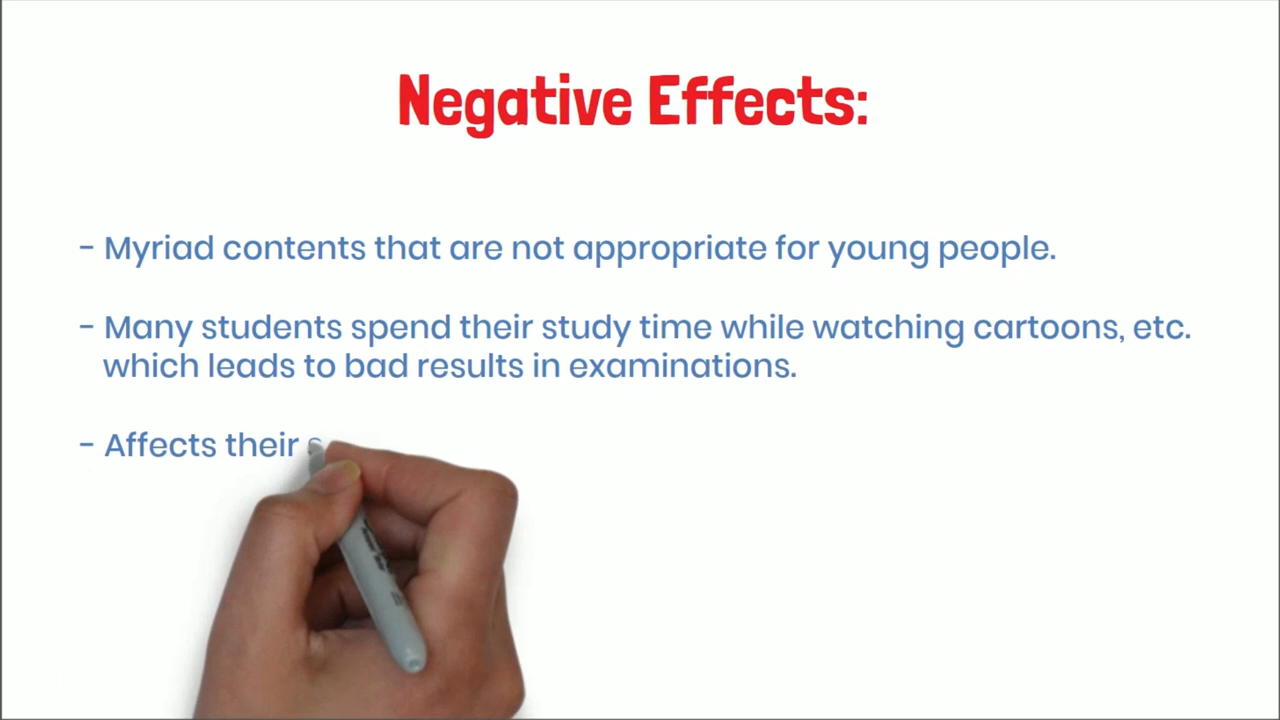 Negative Effects:
- Myriad contents that are not appropriate for young people.
- Many students spend their study time while watching cartoons, etc.
which leads to bad results in examinations.
- Affects their